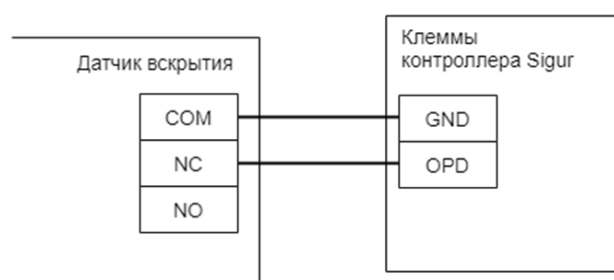 Датчик вскрытия
COM
NC
NO
Клеммы
контроллера Sigur
GND
OPD